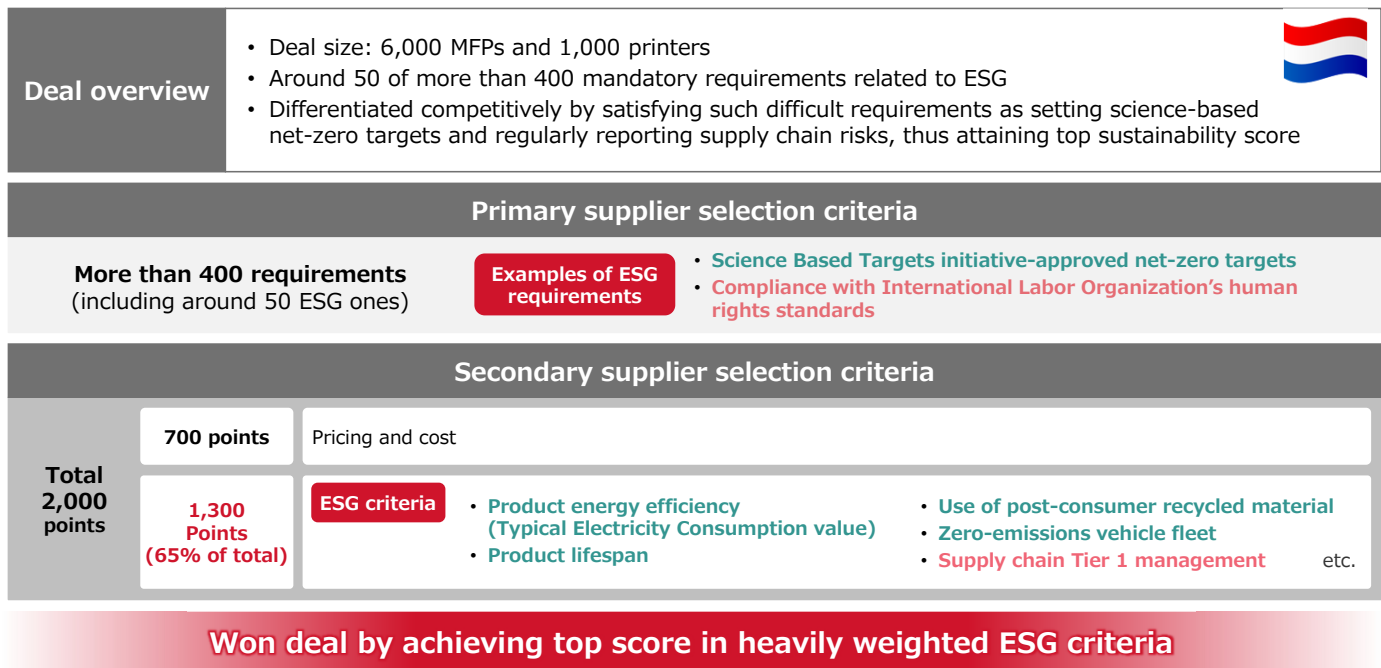 Deal overview
• Deal size: 6,000 MFPs and 1,000 printers
• Around 50 of more than 400 mandatory requirements related to ESG
• Differentiated competitively by satisfying such difficult requirements as setting science-based
net-zero targets and regularly reporting supply chain risks, thus attaining top sustainability score
Primary supplier selection criteria
More than 400 requirements
(including around 50 ESG ones)
Examples of ESG
requirements
• Science Based Targets initiative-approved net-zero targets
• Compliance with International Labor Organization's human
rights standards
Secondary supplier selection criteria
Total
2,000
points
700 points
Pricing and cost
1,300
Points
(65% of total)
ESG criteria
• Product energy efficiency
(Typical Electricity Consumption value)
• Product lifespan
• Use of post-consumer recycled material
• Zero-emissions vehicle fleet
• Supply chain Tier 1 management
etc.
Won deal by achieving top score in heavily weighted ESG criteria